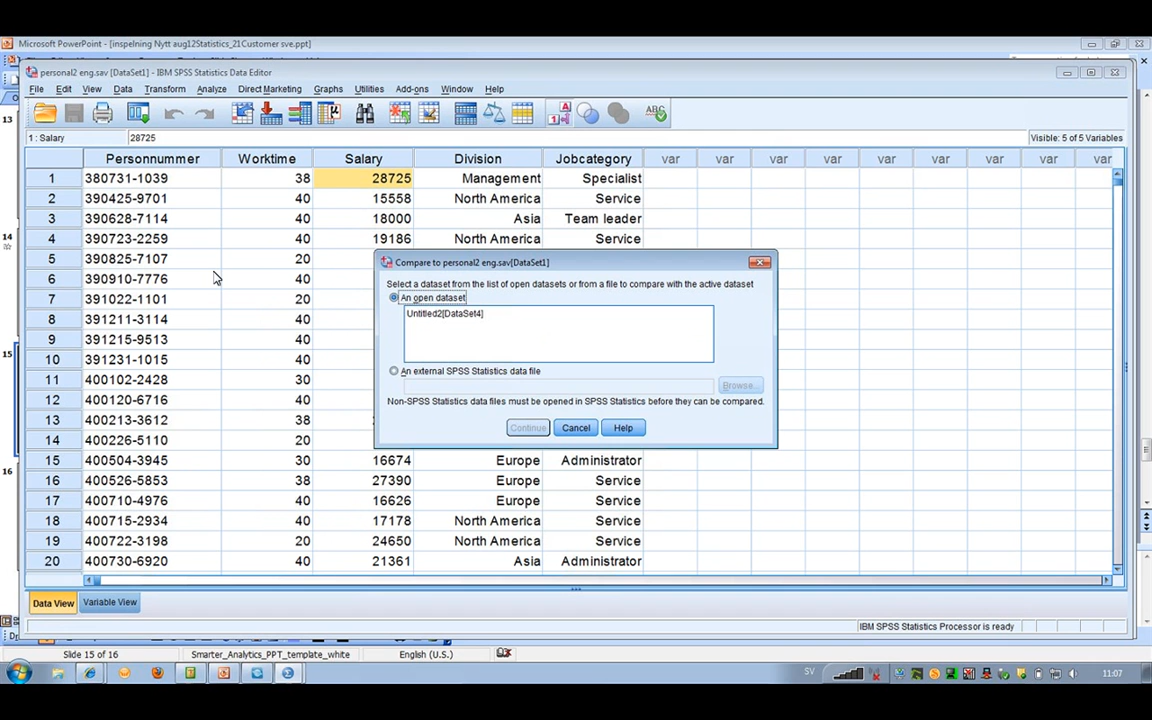 Microsoft PowerPoint - [inspelning Nytt aug12Statistics_21Customer sve.ppt]
personal2 eng.sav [DataSet1] - IBM SPSS Statistics Data Editor
File Edit View Data Transform Analyze Direct Marketing Graphs Utilities Add-ons Window Help
1 : Salary 28725 Visible: 5 of 5 Variables
13
Personnummer Worktime Salary Division Jobcategory var var var var var var var var var
1 380731-1039 38 28725 Management Specialist
2 390425-9701 40 15558 North America Service
3 390628-7114 40 18000 Asia Team leader
14
4 390723-2259 40 19186 North America Service
5 390825-7107 20
6 390910-7776 40
7 391022-1101 20
8 391211-3114 40
9 391215-9513 40
15
10 391231-1015 40
11 400102-2428 30
12 400120-6716 40
13 400213-3612 38
14 400226-5110 20
15 400504-3945 30 16674 Europe Administrator
16
16 400526-5853 38 27390 Europe Service
17 400710-4976 40 16626 Europe Service
18 400715-2934 40 17178 North America Service
19 400722-3198 20 24650 North America Service
20 400730-6920 40 21361 Asia Administrator
Compare to personal2 eng.sav[DataSet1]
Select a dataset from the list of open datasets or from a file to compare with the active dataset
An open dataset
Untitled2[DataSet4]
An external SPSS Statistics data file
Browse...
Non-SPSS Statistics data files must be opened in SPSS Statistics before they can be compared.
Continue Cancel Help
Data View Variable View
IBM SPSS Statistics Processor is ready
Slide 15 of 16 Smarter_Analytics_PPT_template_white English (U.S.)
SV 11:07